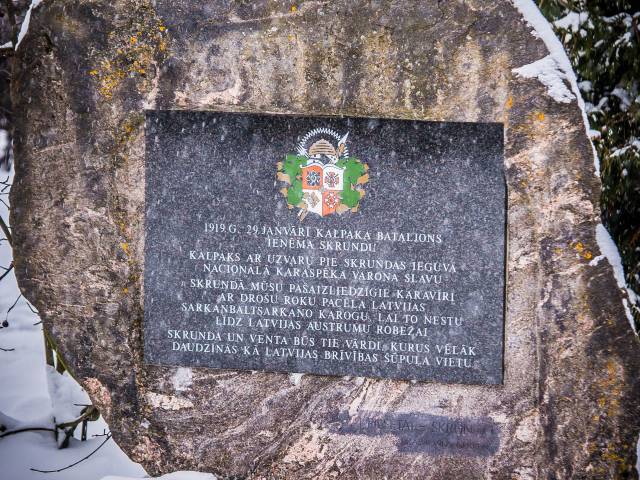 1919.G. 29.JANVĀRĪ KALPAKA BATALJONS
IEŅĒMA SKRUNDU
KALPAKS AR UZVARU PIE SKRUNDAS IEGUVA
NACIONĀLĀ KARASPĒKA VAROŅA SLAVU
SKRUNDĀ MŪSU PAŠAIZLIEDZĪGIE KARAVĪRI
AR DROŠU ROKU PACĒLA LATVIJAS
SARKANBALTSARKANO KAROGU, LAI TO NESTU
LĪDZ LATVIJAS AUSTRUMU ROBEŽAI
SKRUNDA UN VENTA BŪS TIE VĀRDI, KURUS VĒLĀK
DAUDZINĀS KĀ LATVIJAS BRĪVĪBAS ŠŪPUĻA VIETU